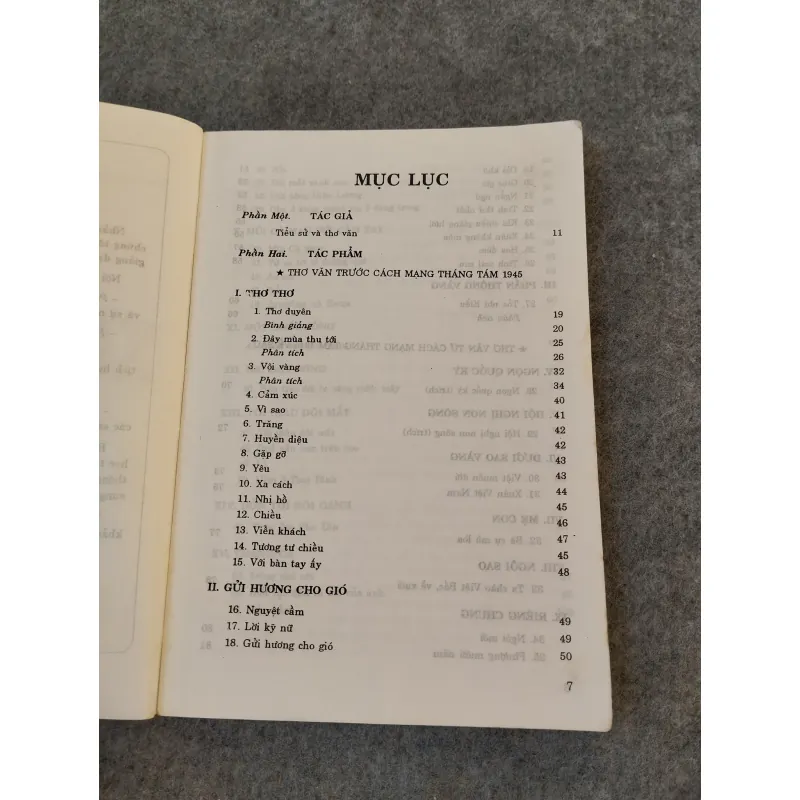 MỤC LỤC
Phần Một. TÁC GIẢ
Tiểu sử và thơ văn 11
Phần Hai. TÁC PHẨM
★ THƠ VĂN TRƯỚC CÁCH MẠNG THÁNG TÁM 1945
I. THƠ THƠ
1. Thơ duyên 19
Bình giảng 20
2. Đây mùa thu tới 25
Phân tích 26
3. Vội vàng 32
Phân tích 34
4. Cảm xúc 40
5. Vì sao 41
6. Trăng 42
7. Huyền diệu 42
8. Gặp gỡ 43
9. Yêu 43
10. Xa cách 44
11. Nhị hồ 45
12. Chiều 46
13. Viễn khách 47
14. Tương tư chiều 45
15. Với bàn tay ấy 48
II. GỬI HƯƠNG CHO GIÓ
16. Nguyệt cầm 49
17. Lời kỹ nữ 49
18. Gửi hương cho gió 50
7